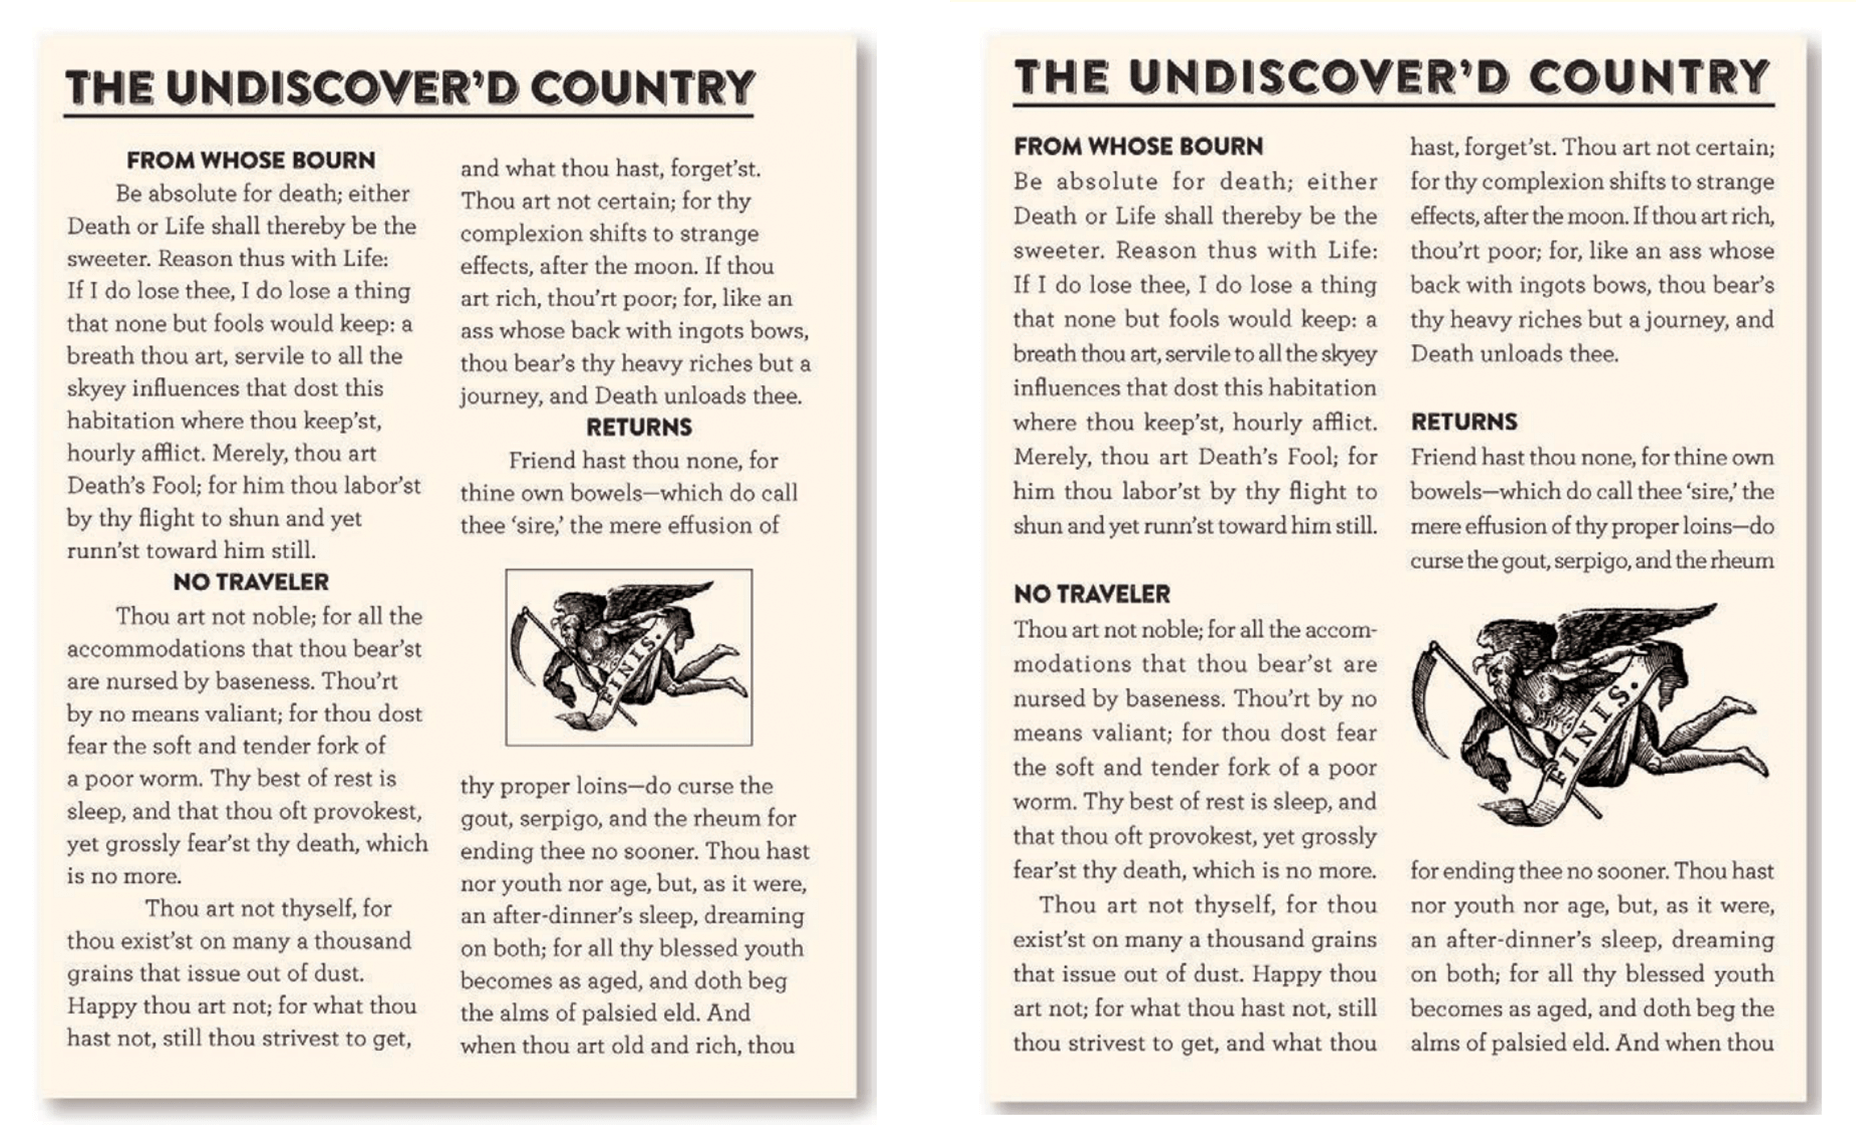 THE UNDISCOVER'D COUNTRY
FROM WHOSE BOURN
Be absolute for death; either
Death or Life shall thereby be the
sweeter. Reason thus with Life:
If I do lose thee, I do lose a thing
that none but fools would keep: a
breath thou art, servile to all the
skyey influences that dost this
habitation where thou keep'st,
hourly afflict. Merely, thou art
Death's Fool; for him thou labor'st
by thy flight to shun and yet
runn'st toward him still.
NO TRAVELER
Thou art not noble; for all the
accommodations that thou bear'st
are nursed by baseness. Thou'rt
by no means valiant; for thou dost
fear the soft and tender fork of
a poor worm. Thy best of rest is
sleep, and that thou oft provokest,
yet grossly fear'st thy death, which
is no more.
Thou art not thyself, for
thou exist'st on many a thousand
grains that issue out of dust.
Happy thou art not; for what thou
hast not, still thou strivest to get,
and what thou hast, forget'st.
Thou art not certain; for thy
complexion shifts to strange
effects, after the moon. If thou
art rich, thou'rt poor; for, like an
ass whose back with ingots bows,
thou bear's thy heavy riches but a
journey, and Death unloads thee.
RETURNS
Friend hast thou none, for
thine own bowels—which do call
thee 'sire,' the mere effusion of
FINIS.
thy proper loins—do curse the
gout, serpigo, and the rheum for
ending thee no sooner. Thou hast
nor youth nor age, but, as it were,
an after-dinner's sleep, dreaming
on both; for all thy blessed youth
becomes as aged, and doth beg
the alms of palsied eld. And
when thou art old and rich, thou
THE UNDISCOVER'D COUNTRY
FROM WHOSE BOURN
Be absolute for death; either
Death or Life shall thereby be the
sweeter. Reason thus with Life:
If I do lose thee, I do lose a thing
that none but fools would keep: a
breath thou art, servile to all the skyey
influences that dost this habitation
where thou keep'st, hourly afflict.
Merely, thou art Death's Fool; for
him thou labor'st by thy flight to
shun and yet runn'st toward him still.
NO TRAVELER
Thou art not noble; for all the accom-
modations that thou bear'st are
nursed by baseness. Thou'rt by no
means valiant; for thou dost fear
the soft and tender fork of a poor
worm. Thy best of rest is sleep, and
that thou oft provokest, yet grossly
fear'st thy death, which is no more.
Thou art not thyself, for thou
exist'st on many a thousand grains
that issue out of dust. Happy thou
art not; for what thou hast not, still
thou strivest to get, and what thou
hast, forget'st. Thou art not certain;
for thy complexion shifts to strange
effects, after the moon. If thou art rich,
thou'rt poor; for, like an ass whose
back with ingots bows, thou bear's
thy heavy riches but a journey, and
Death unloads thee.
RETURNS
Friend hast thou none, for thine own
bowels—which do call thee 'sire,' the
mere effusion of thy proper loins—do
curse the gout, serpigo, and the rheum
FINIS.
for ending thee no sooner. Thou hast
nor youth nor age, but, as it were,
an after-dinner's sleep, dreaming
on both; for all thy blessed youth
becomes as aged, and doth beg the
alms of palsied eld. And when thou